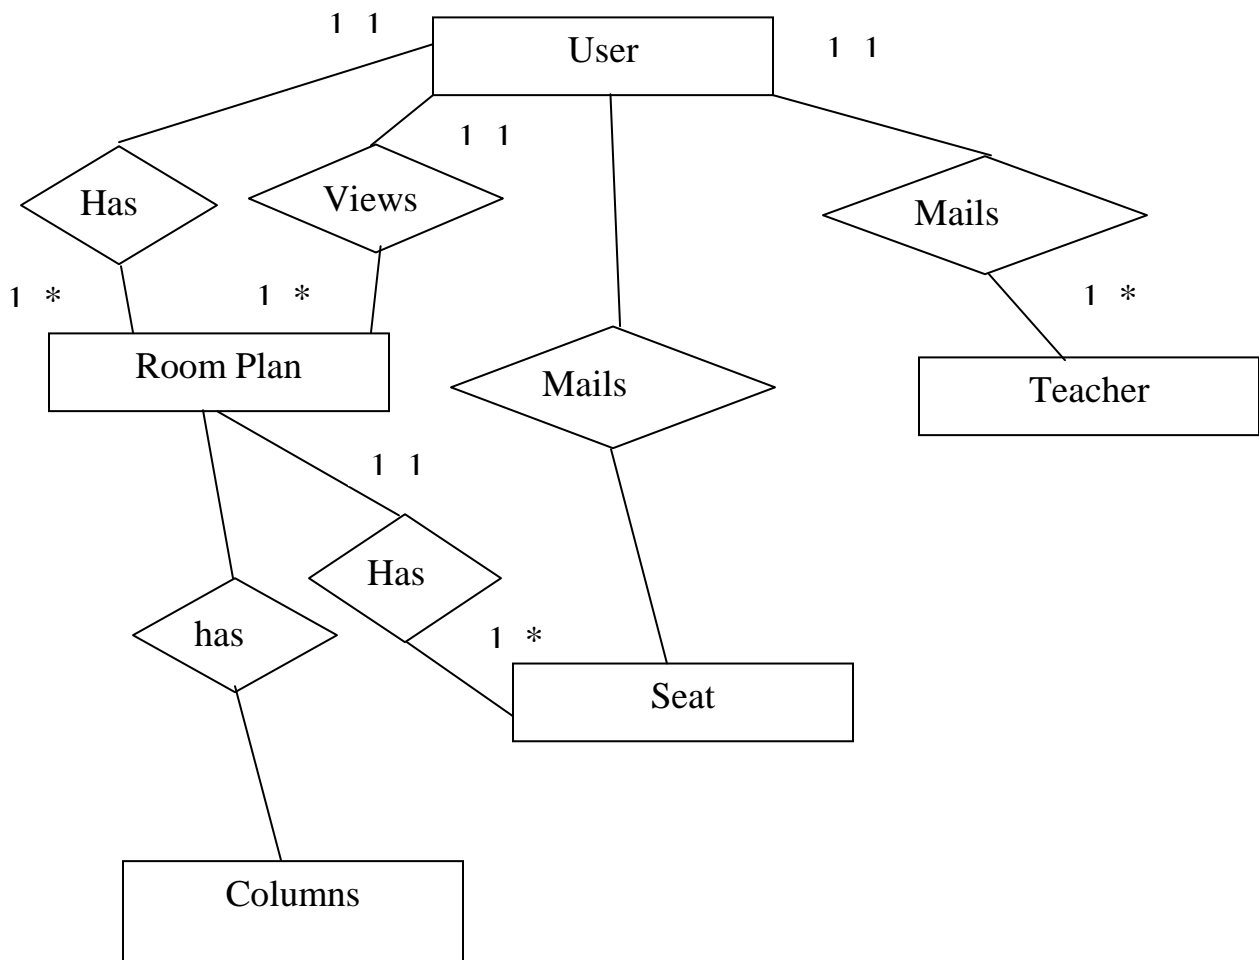 1 1
User
1 1
1 1
Has
Views
Mails
1 *
1 *
1 *
Room Plan
Mails
Teacher
1 1
Has
has
1 *
Seat
Columns